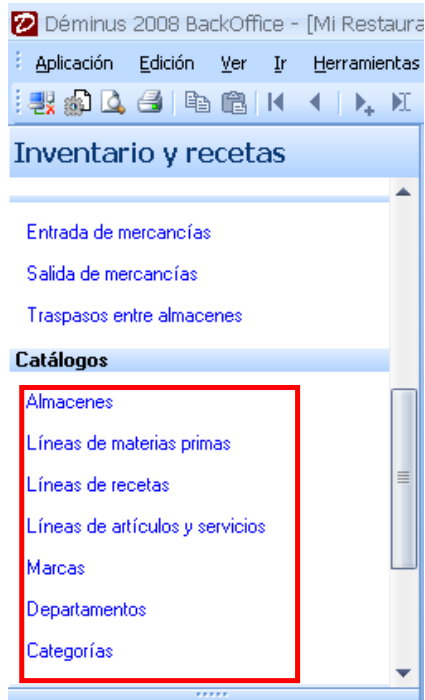 Déminus 2008 BackOffice - [Mi Restaura
Aplicación Edición Ver Ir Herramientas
Inventario y recetas
Entrada de mercancías
Salida de mercancías
Traspasos entre almacenes
Catálogos
Almacenes
Líneas de materias primas
Líneas de recetas
Líneas de artículos y servicios
Marcas
Departamentos
Categorías